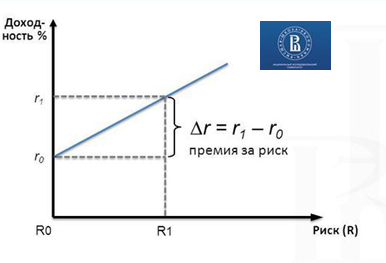 Доход-
ность %
r₁
Δr = r₁ – r₀
премия за риск
r₀
R0
R1
Риск (R)